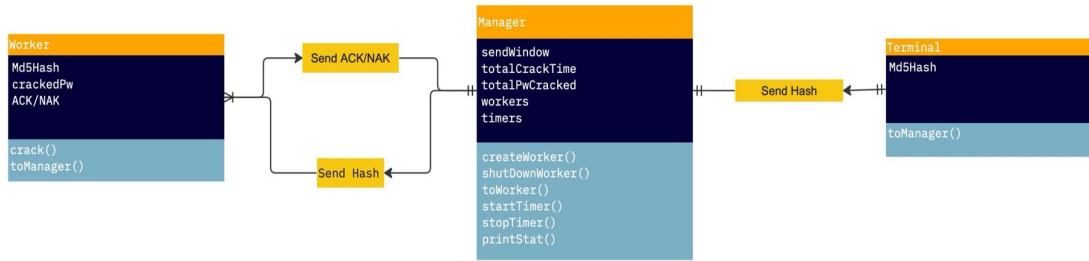 Worker
Md5Hash
crackedPw
ACK/NAK
crack()
toManager()
Send ACK/NAK
Send Hash
Manager
sendWindow
totalCrackTime
totalPwCracked
workers
timers
createWorker()
shutDownWorker()
toWorker()
startTimer()
stopTimer()
printStat()
Send Hash
Terminal
Md5Hash
toManager()